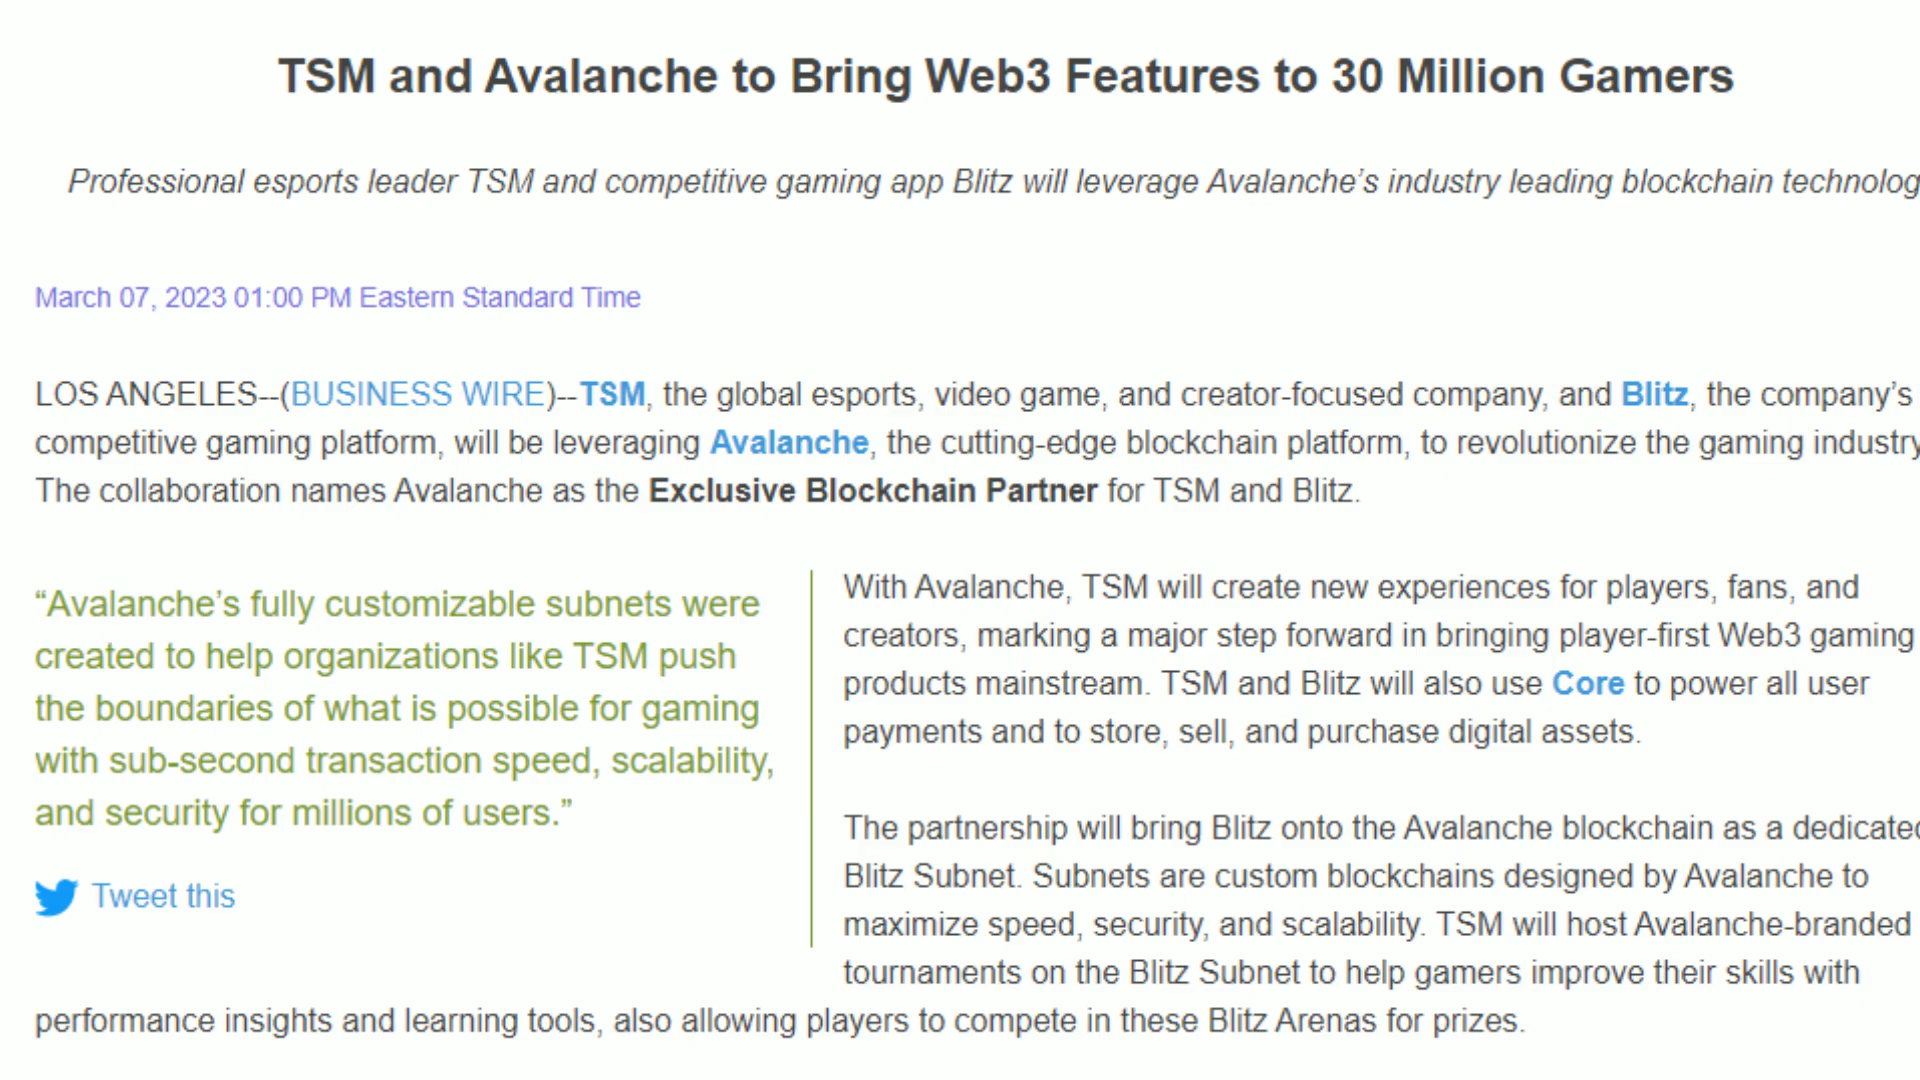 TSM and Avalanche to Bring Web3 Features to 30 Million Gamers
Professional esports leader TSM and competitive gaming app Blitz will leverage Avalanche’s industry leading blockchain technolog
March 07, 2023 01:00 PM Eastern Standard Time
LOS ANGELES--(BUSINESS WIRE)--TSM, the global esports, video game, and creator-focused company, and Blitz, the company’s
competitive gaming platform, will be leveraging Avalanche, the cutting-edge blockchain platform, to revolutionize the gaming industry
The collaboration names Avalanche as the Exclusive Blockchain Partner for TSM and Blitz.
“Avalanche’s fully customizable subnets were
created to help organizations like TSM push
the boundaries of what is possible for gaming
with sub-second transaction speed, scalability,
and security for millions of users.”
Tweet this
With Avalanche, TSM will create new experiences for players, fans, and
creators, marking a major step forward in bringing player-first Web3 gaming
products mainstream. TSM and Blitz will also use Core to power all user
payments and to store, sell, and purchase digital assets.
The partnership will bring Blitz onto the Avalanche blockchain as a dedicated
Blitz Subnet. Subnets are custom blockchains designed by Avalanche to
maximize speed, security, and scalability. TSM will host Avalanche-branded
tournaments on the Blitz Subnet to help gamers improve their skills with
performance insights and learning tools, also allowing players to compete in these Blitz Arenas for prizes.